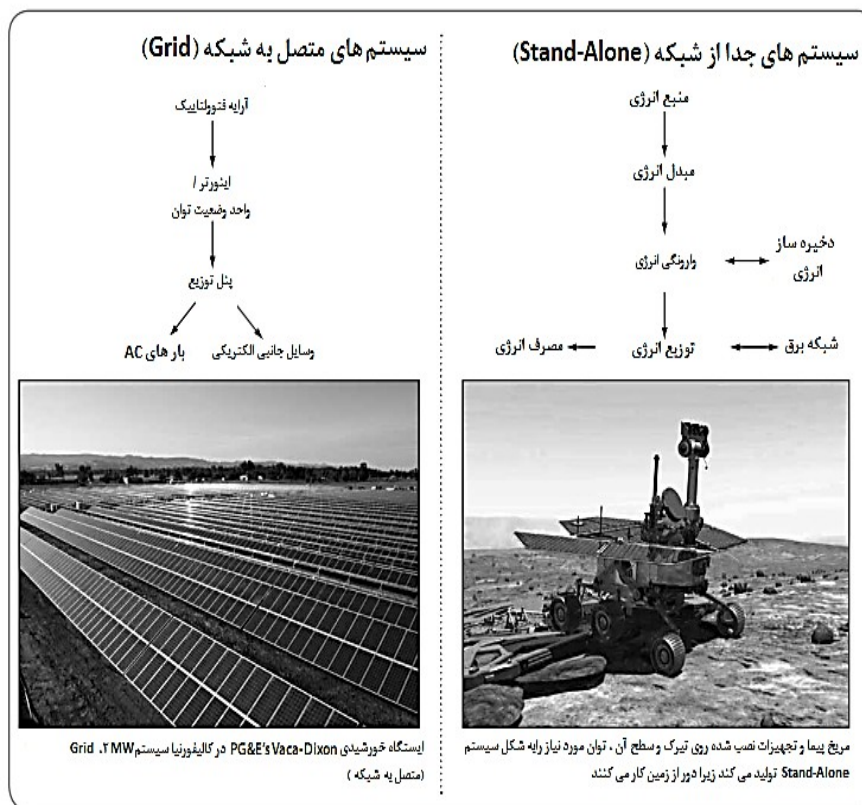 سیستم های جدا از شبکه (Stand-Alone)
منبع انرژی
مبدل انرژی
وارونگی انرژی
دخیره ساز
انرژی
شبکه برق
توزیع انرژی
مصرف انرژی
مریخ پیما و تجهیزات نصب شده روی تیرک و سطح آن ، توان مورد نیاز رابه شکل سیستم
Stand-Alone تولید می کند زیرا دور از زمین کار می کنند
سیستم های متصل به شبکه (Grid)
آرایه فتوولتاییک
اینورتر /
واحد وضعیت توان
پنل توزیع
وسایل جانبی الکتریکی
بار های AC
ایستگاه خورشیدی PG&E's Vaca-Dixon در کالیفورنیا سیستم ۲ MW، Grid
(متصل به شبکه )